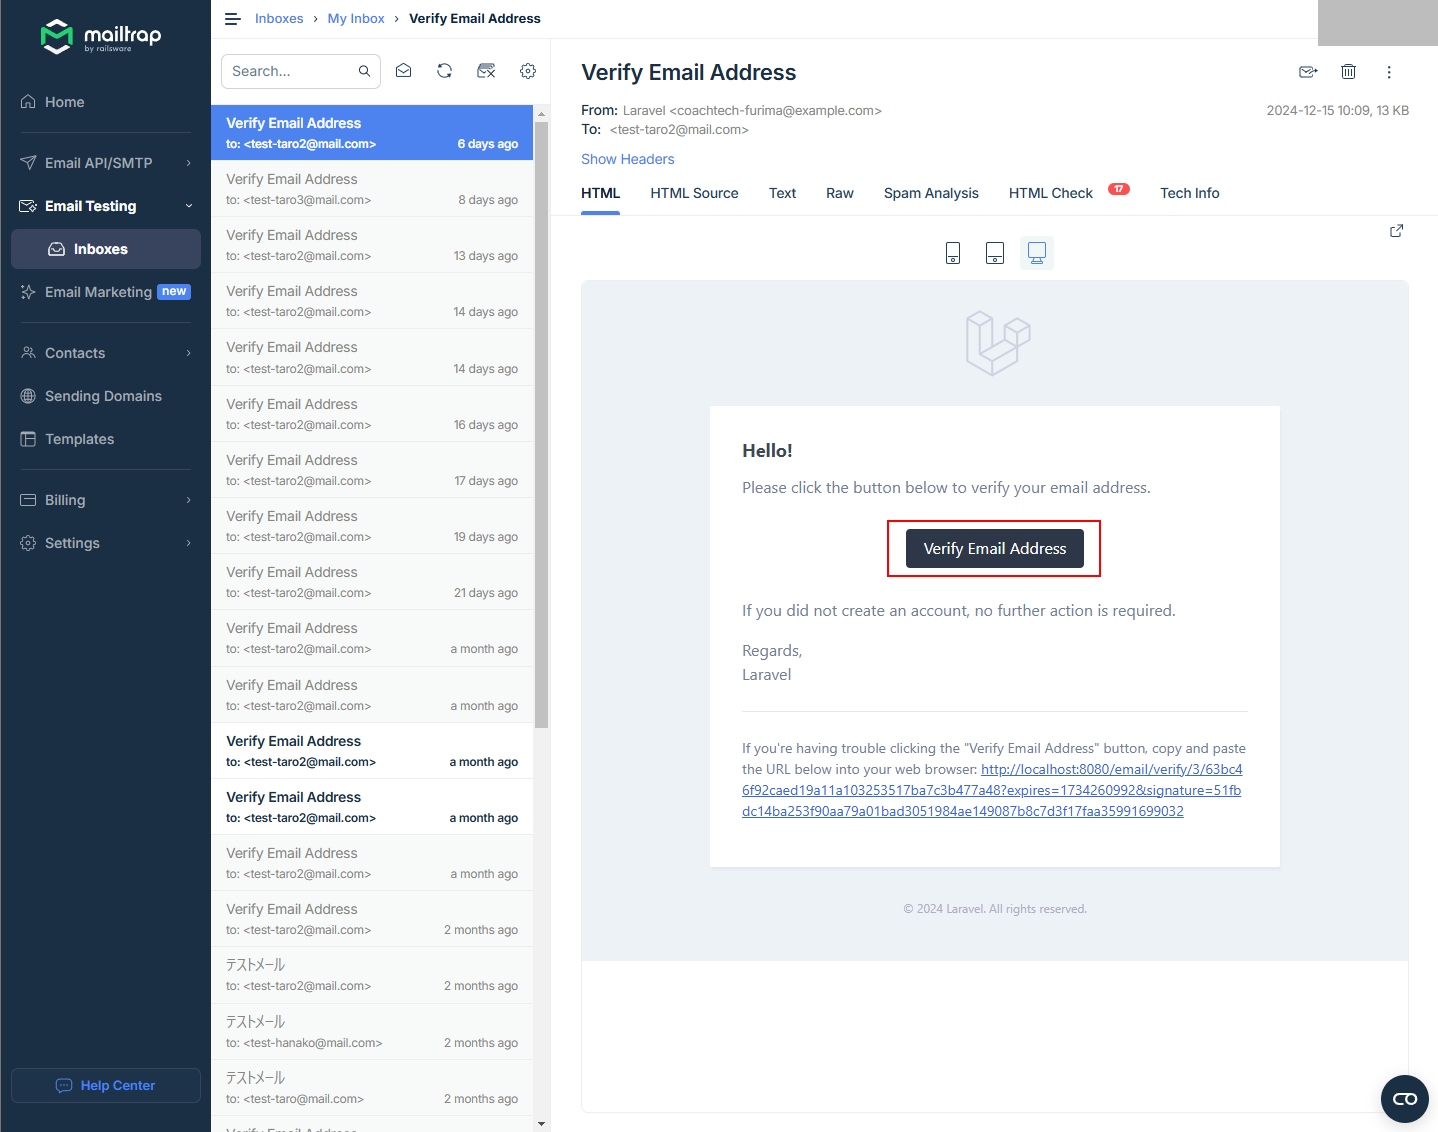 mailtrap
by railsware
Home
Email API/SMTP
Email Testing
Inboxes
Email Marketing new
Contacts
Sending Domains
Templates
Billing
Settings
Help Center
Inboxes › My Inbox › Verify Email Address
Search...
Verify Email Address
to: <test-taro2@mail.com> 6 days ago
Verify Email Address
to: <test-taro3@mail.com> 8 days ago
Verify Email Address
to: <test-taro2@mail.com> 13 days ago
Verify Email Address
to: <test-taro2@mail.com> 14 days ago
Verify Email Address
to: <test-taro2@mail.com> 14 days ago
Verify Email Address
to: <test-taro2@mail.com> 16 days ago
Verify Email Address
to: <test-taro2@mail.com> 17 days ago
Verify Email Address
to: <test-taro2@mail.com> 19 days ago
Verify Email Address
to: <test-taro2@mail.com> 21 days ago
Verify Email Address
to: <test-taro2@mail.com> a month ago
Verify Email Address
to: <test-taro2@mail.com> a month ago
Verify Email Address
to: <test-taro2@mail.com> a month ago
Verify Email Address
to: <test-taro2@mail.com> a month ago
Verify Email Address
to: <test-taro2@mail.com> a month ago
Verify Email Address
to: <test-taro2@mail.com> 2 months ago
テストメール
to: <test-taro2@mail.com> 2 months ago
テストメール
to: <test-hanako@mail.com> 2 months ago
テストメール
to: <test-taro@mail.com> 2 months ago
Verify Email Address
Verify Email Address
From: Laravel <coachtech-furima@example.com> 2024-12-15 10:09, 13 KB
To: <test-taro2@mail.com>
Show Headers
HTML HTML Source Text Raw Spam Analysis HTML Check 17 Tech Info
Hello!
Please click the button below to verify your email address.
Verify Email Address
If you did not create an account, no further action is required.
Regards,
Laravel
If you're having trouble clicking the "Verify Email Address" button, copy and paste
the URL below into your web browser: http://localhost:8080/email/verify/3/63bc4
6f92caed19a11a103253517ba7c3b477a48?expires=1734260992&signature=51fb
dc14ba253f90aa79a01bad3051984ae149087b8c7d3f17faa35991699032
© 2024 Laravel. All rights reserved.